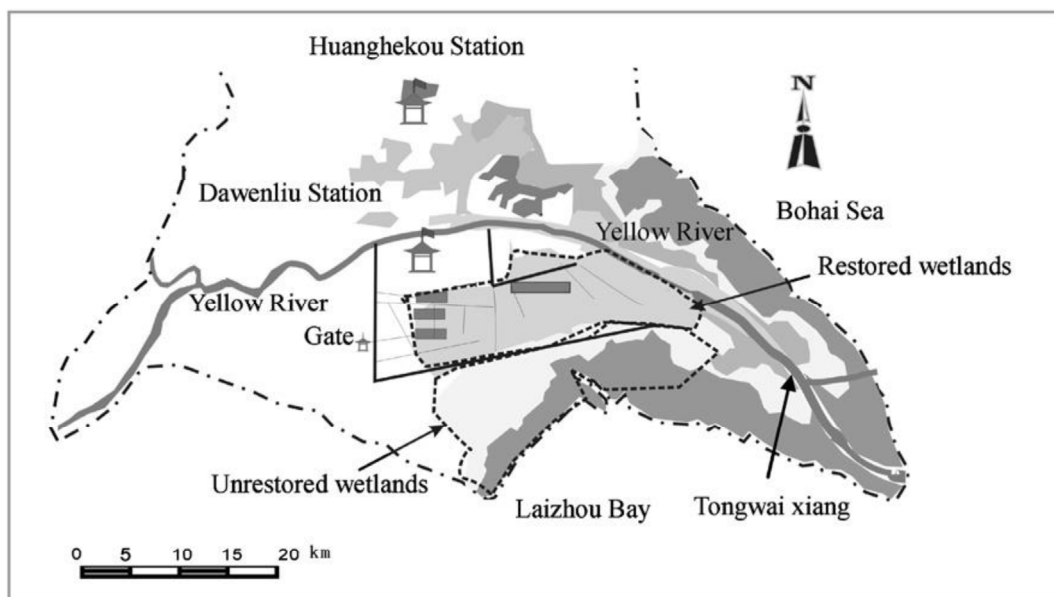 Huanghekou Station
N
Dawenliu Station
Bohai Sea
Yellow River
Restored wetlands
Yellow River
Gate
Unrestored wetlands
Laizhou Bay
Tongwai xiang
0 5 10 15 20 km